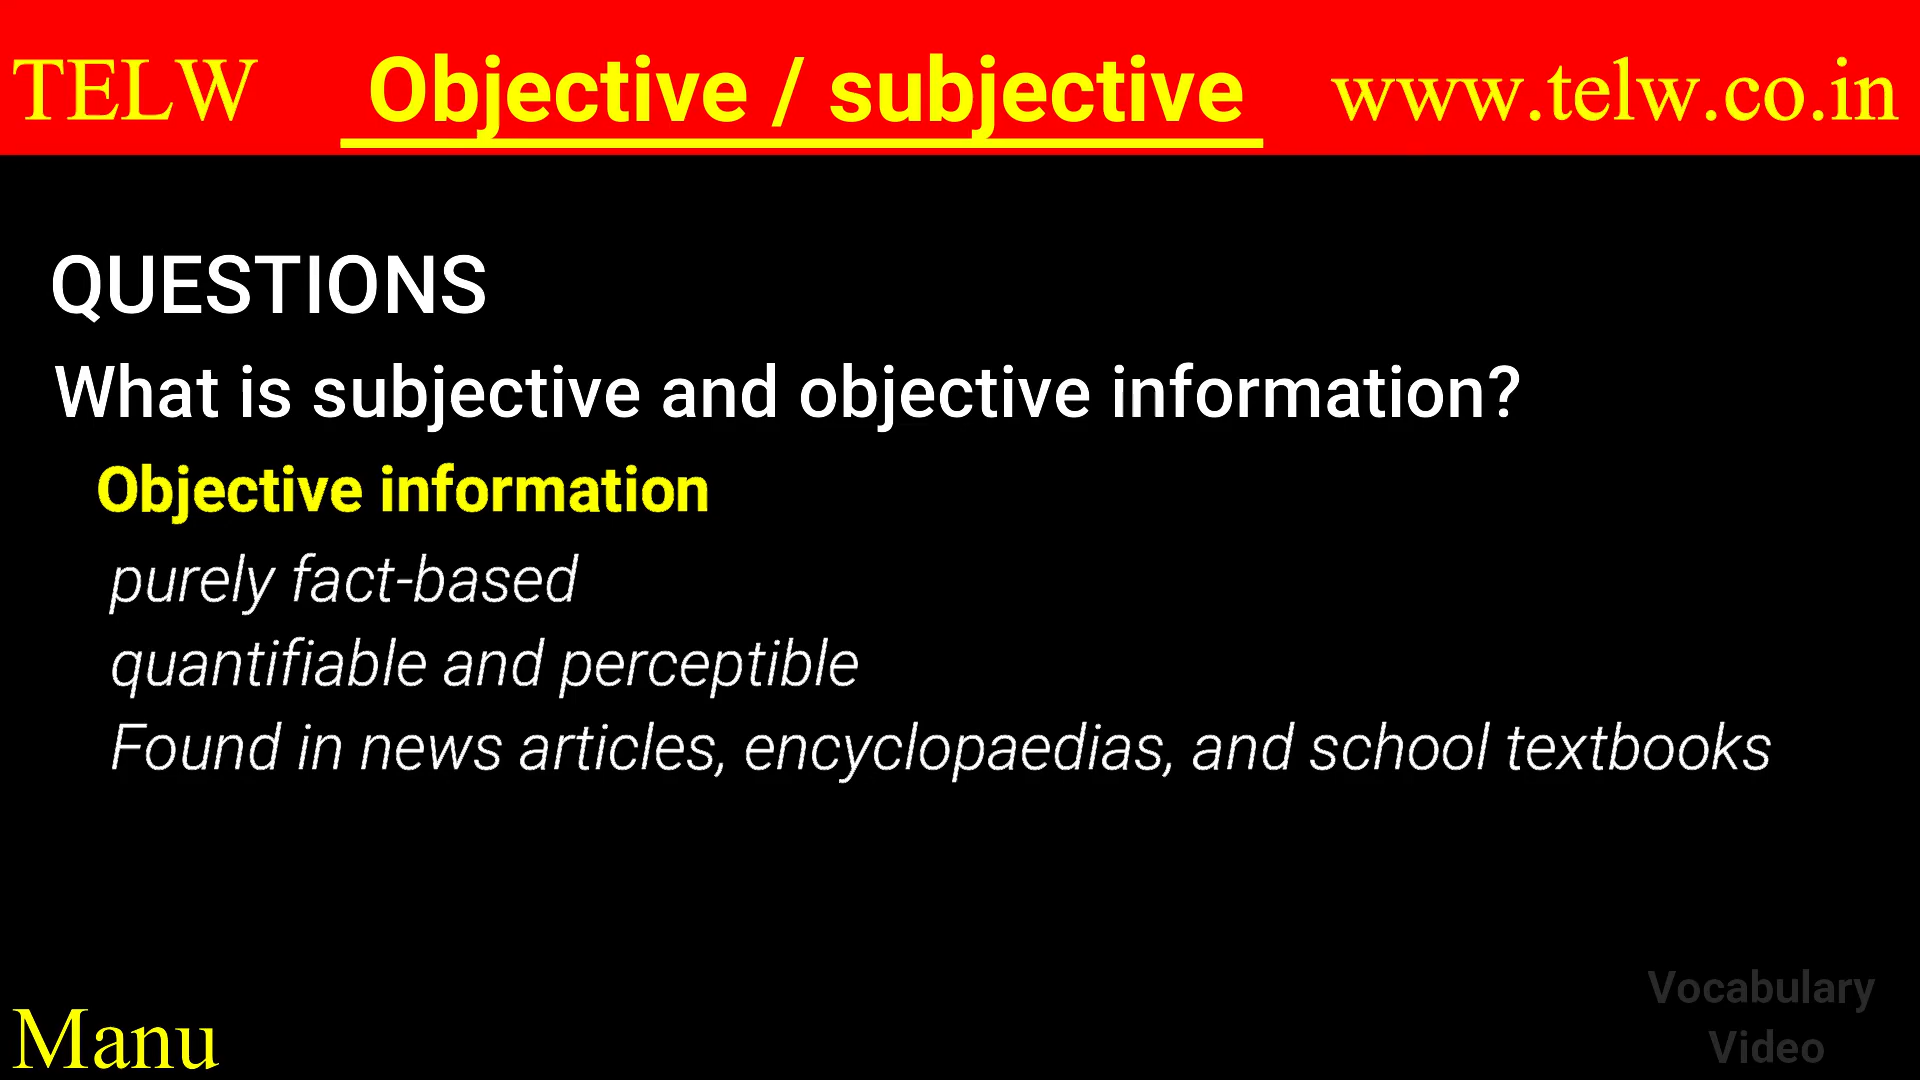 TELW Objective / subjective www.telw.co.in
QUESTIONS
What is subjective and objective information?
Objective information
purely fact-based
quantifiable and perceptible
Found in news articles, encyclopaedias, and school textbooks
Vocabulary
Video
Manu